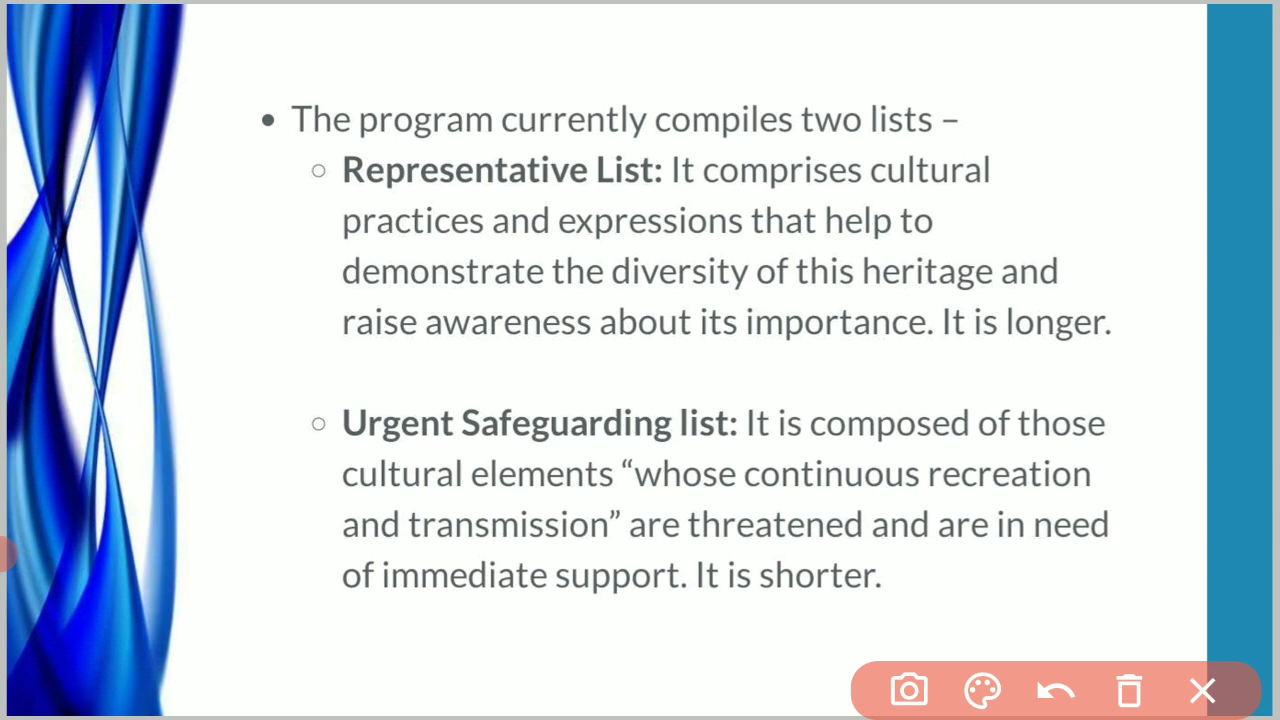 The program currently compiles two lists –
Representative List: It comprises cultural
practices and expressions that help to
demonstrate the diversity of this heritage and
raise awareness about its importance. It is longer.
Urgent Safeguarding list: It is composed of those
cultural elements “whose continuous recreation
and transmission” are threatened and are in need
of immediate support. It is shorter.